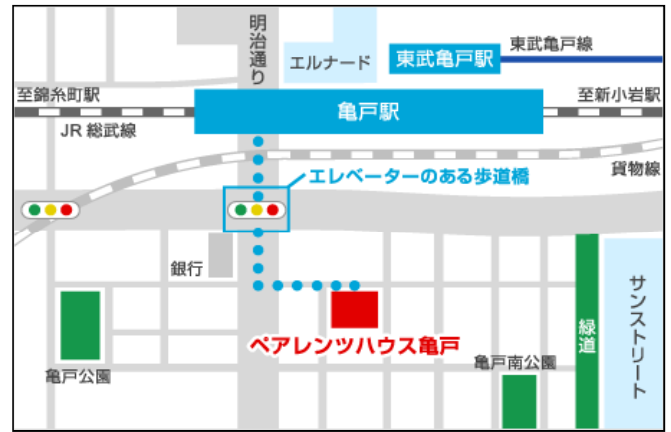 明治通り
エルナード
東武亀戸駅
東武亀戸線
至錦糸町駅
亀戸駅
至新小岩駅
JR 総武線
貨物線
エレベーターのある歩道橋
銀行
サンストリート
緑道
ペアレンツハウス亀戸
亀戸南公園
亀戸公園